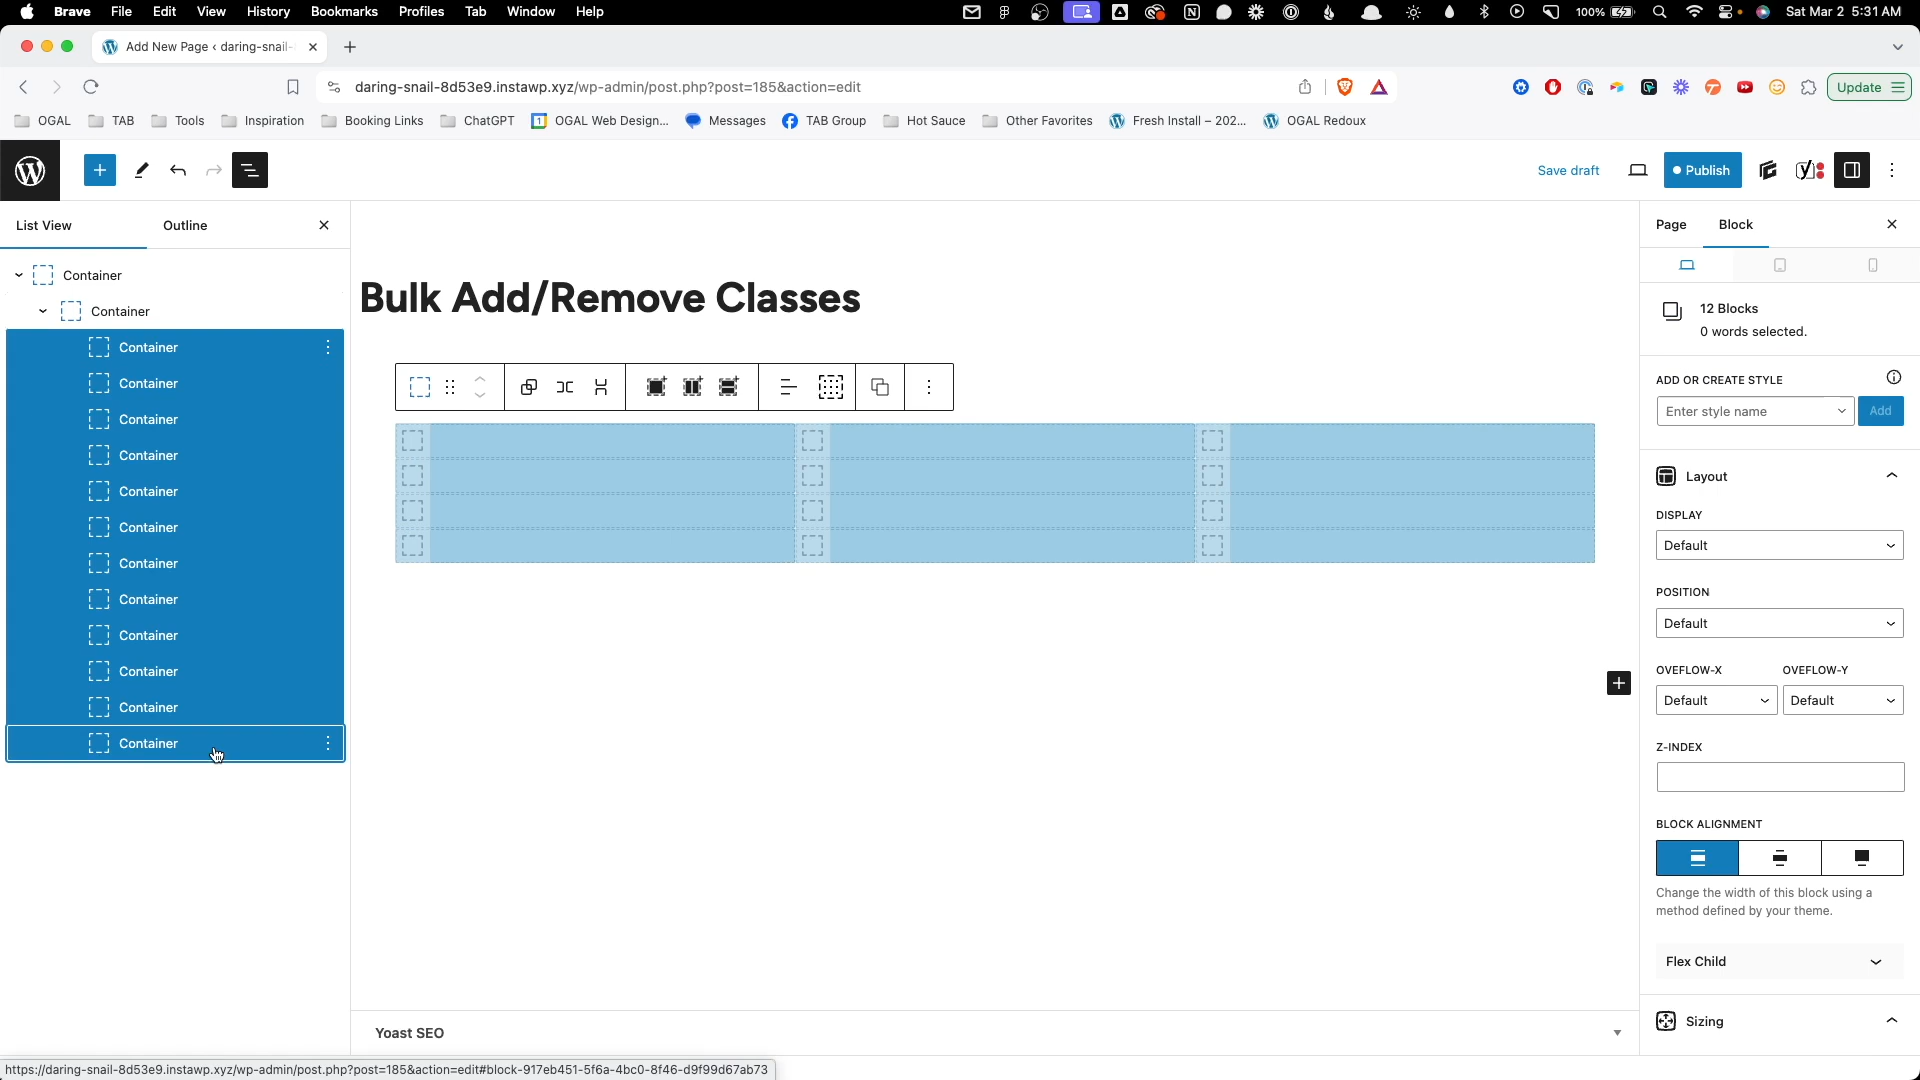 Brave File Edit View History Bookmarks Profiles Tab Window Help 100% Sat Mar 2 5:31 AM
Add New Page ‹ daring-snail-
daring-snail-8d53e9.instawp.xyz/wp-admin/post.php?post=185&action=edit Update
OGAL TAB Tools Inspiration Booking Links ChatGPT OGAL Web Design... Messages TAB Group Hot Sauce Other Favorites Fresh Install – 202... OGAL Redoux
Save draft Publish
List View Outline
Page Block
Container
Container
Container
Container
Container
Container
Container
Container
Container
Container
Container
Container
Container
Container
Bulk Add/Remove Classes
12 Blocks
0 words selected.
ADD OR CREATE STYLE
Enter style name Add
Layout
DISPLAY
Default
POSITION
Default
OVEFLOW-X OVEFLOW-Y
Default Default
Z-INDEX
BLOCK ALIGNMENT
Change the width of this block using a
method defined by your theme.
Flex Child
Sizing
Yoast SEO
https://daring-snail-8d53e9.instawp.xyz/wp-admin/post.php?post=185&action=edit#block-917eb451-5f6a-4bc0-8f46-d9f99d67ab73